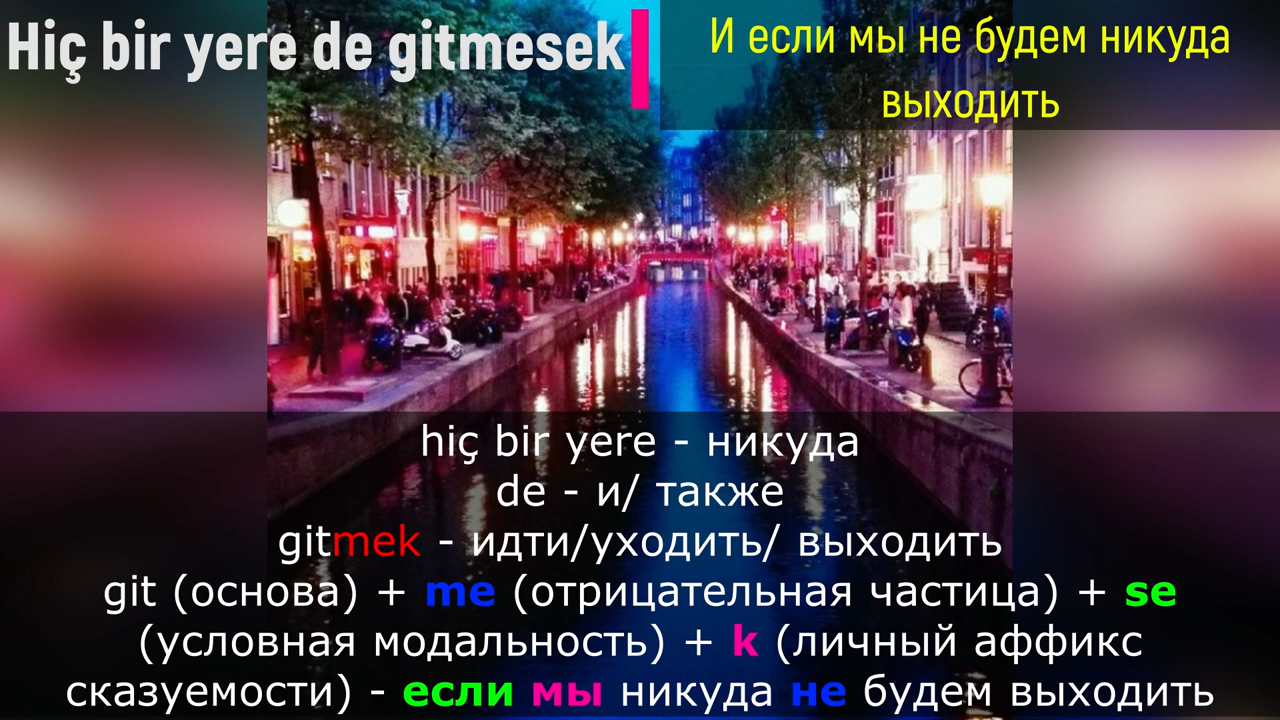 Hiç bir yere de gitmesek
И если мы не будем никуда
выходить
hiç bir yere - никуда
de - и/ также
gitmek - идти/уходить/ выходить
git (основа) + me (отрицательная частица) + se
(условная модальность) + k (личный аффикс
сказуемости) - если мы никуда не будем выходить